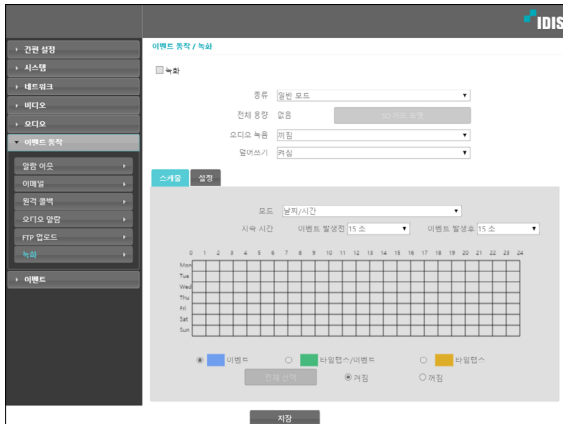 IDIS
간편 설정
시스템
네트워크
비디오
오디오
이벤트 동작
알람 아웃
이메일
원격 콜백
오디오 알람
FTP 업로드
녹화
이벤트
이벤트 동작 / 녹화
녹화
종류 일반 모드
전체 용량 없음 SD 카드 포맷
오디오 녹음 꺼짐
덮어쓰기 켜짐
스케줄 설정
모드 날짜/시간
지속 시간 이벤트 발생전 15 초 이벤트 발생후 15 초
0 1 2 3 4 5 6 7 8 9 10 11 12 13 14 15 16 17 18 19 20 21 22 23 24
Mon
Tue
Wed
Thu
Fri
Sat
Sun
이벤트 타임랩스/이벤트 타임랩스
전체 선택 켜짐 꺼짐
저장